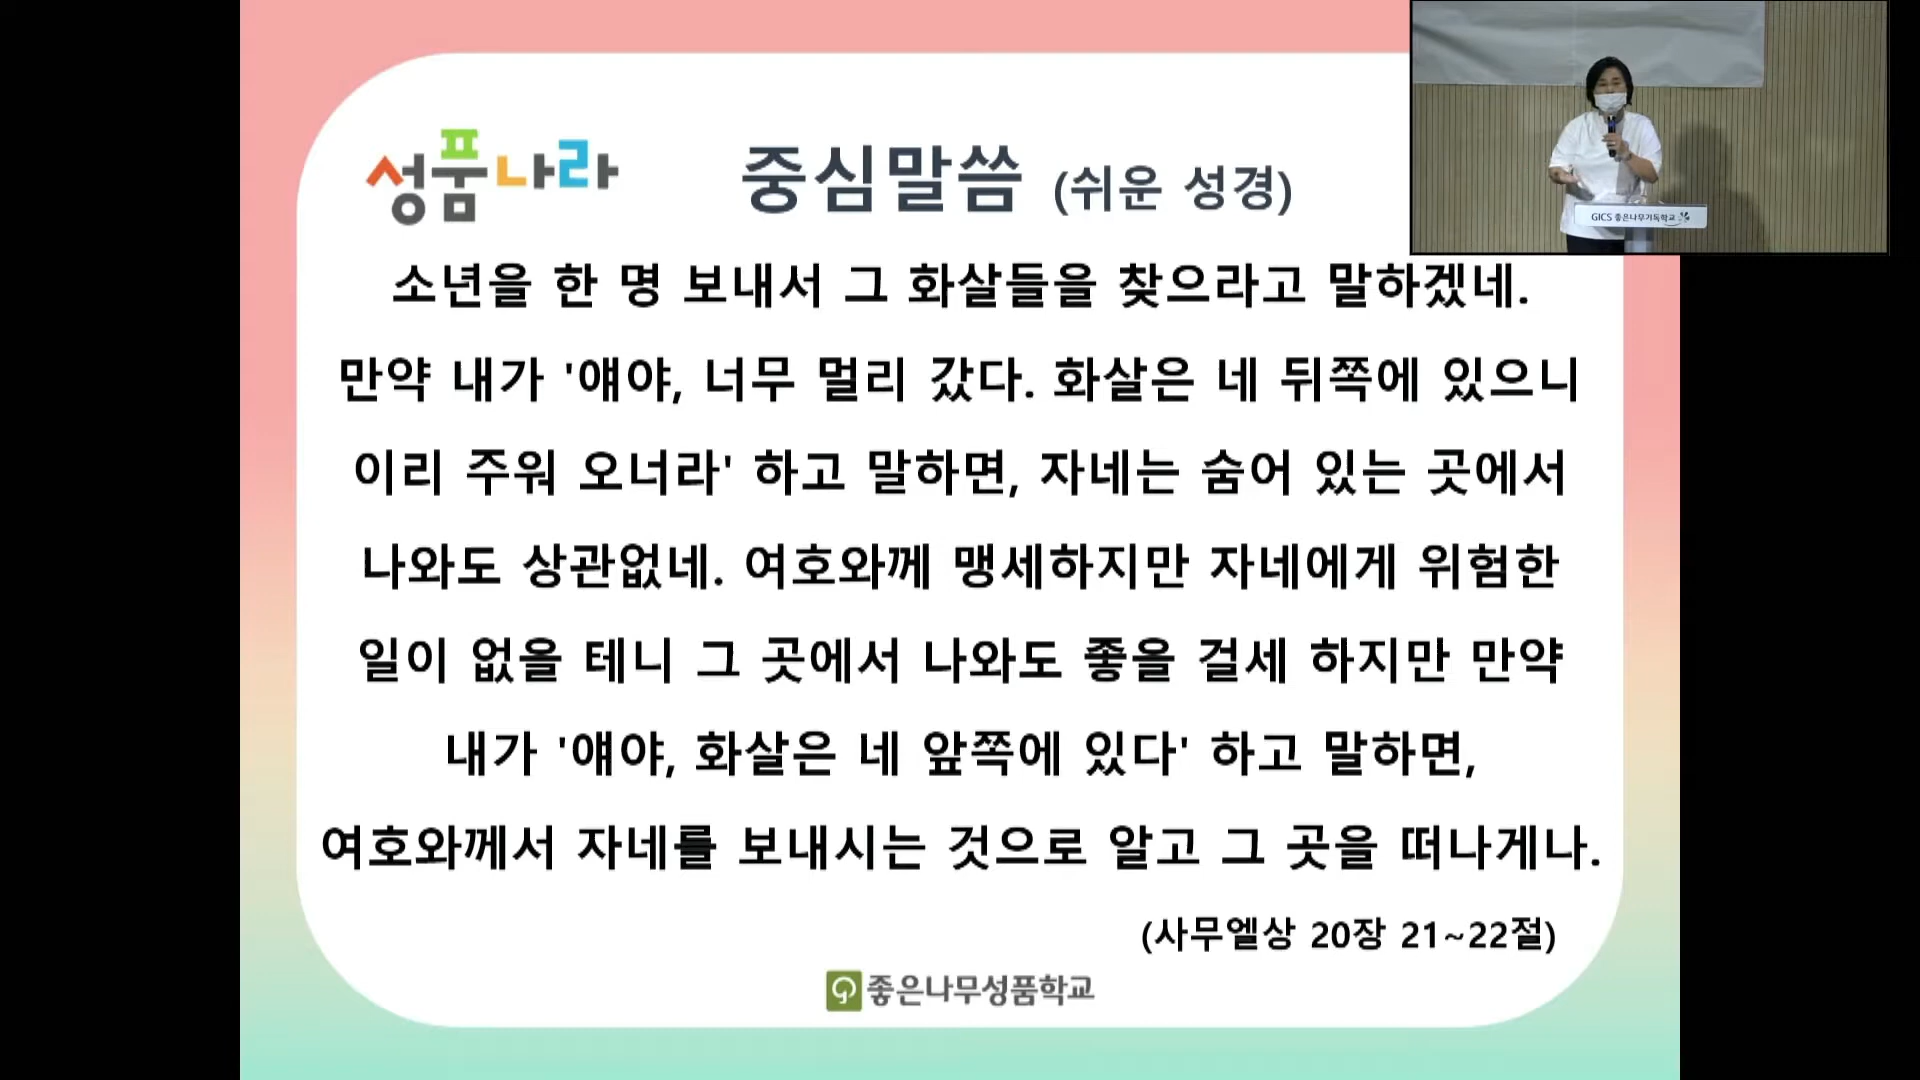 성품나라
중심말씀 (쉬운 성경)
GICS 좋은나무기독학교
소년을 한 명 보내서 그 화살들을 찾으라고 말하겠네.
만약 내가 '얘야, 너무 멀리 갔다. 화살은 네 뒤쪽에 있으니
이리 주워 오너라' 하고 말하면, 자네는 숨어 있는 곳에서
나와도 상관없네. 여호와께 맹세하지만 자네에게 위험한
일이 없을 테니 그 곳에서 나와도 좋을 걸세 하지만 만약
내가 '얘야, 화살은 네 앞쪽에 있다' 하고 말하면,
여호와께서 자네를 보내시는 것으로 알고 그 곳을 떠나게나.
(사무엘상 20장 21~22절)
좋은나무성품학교